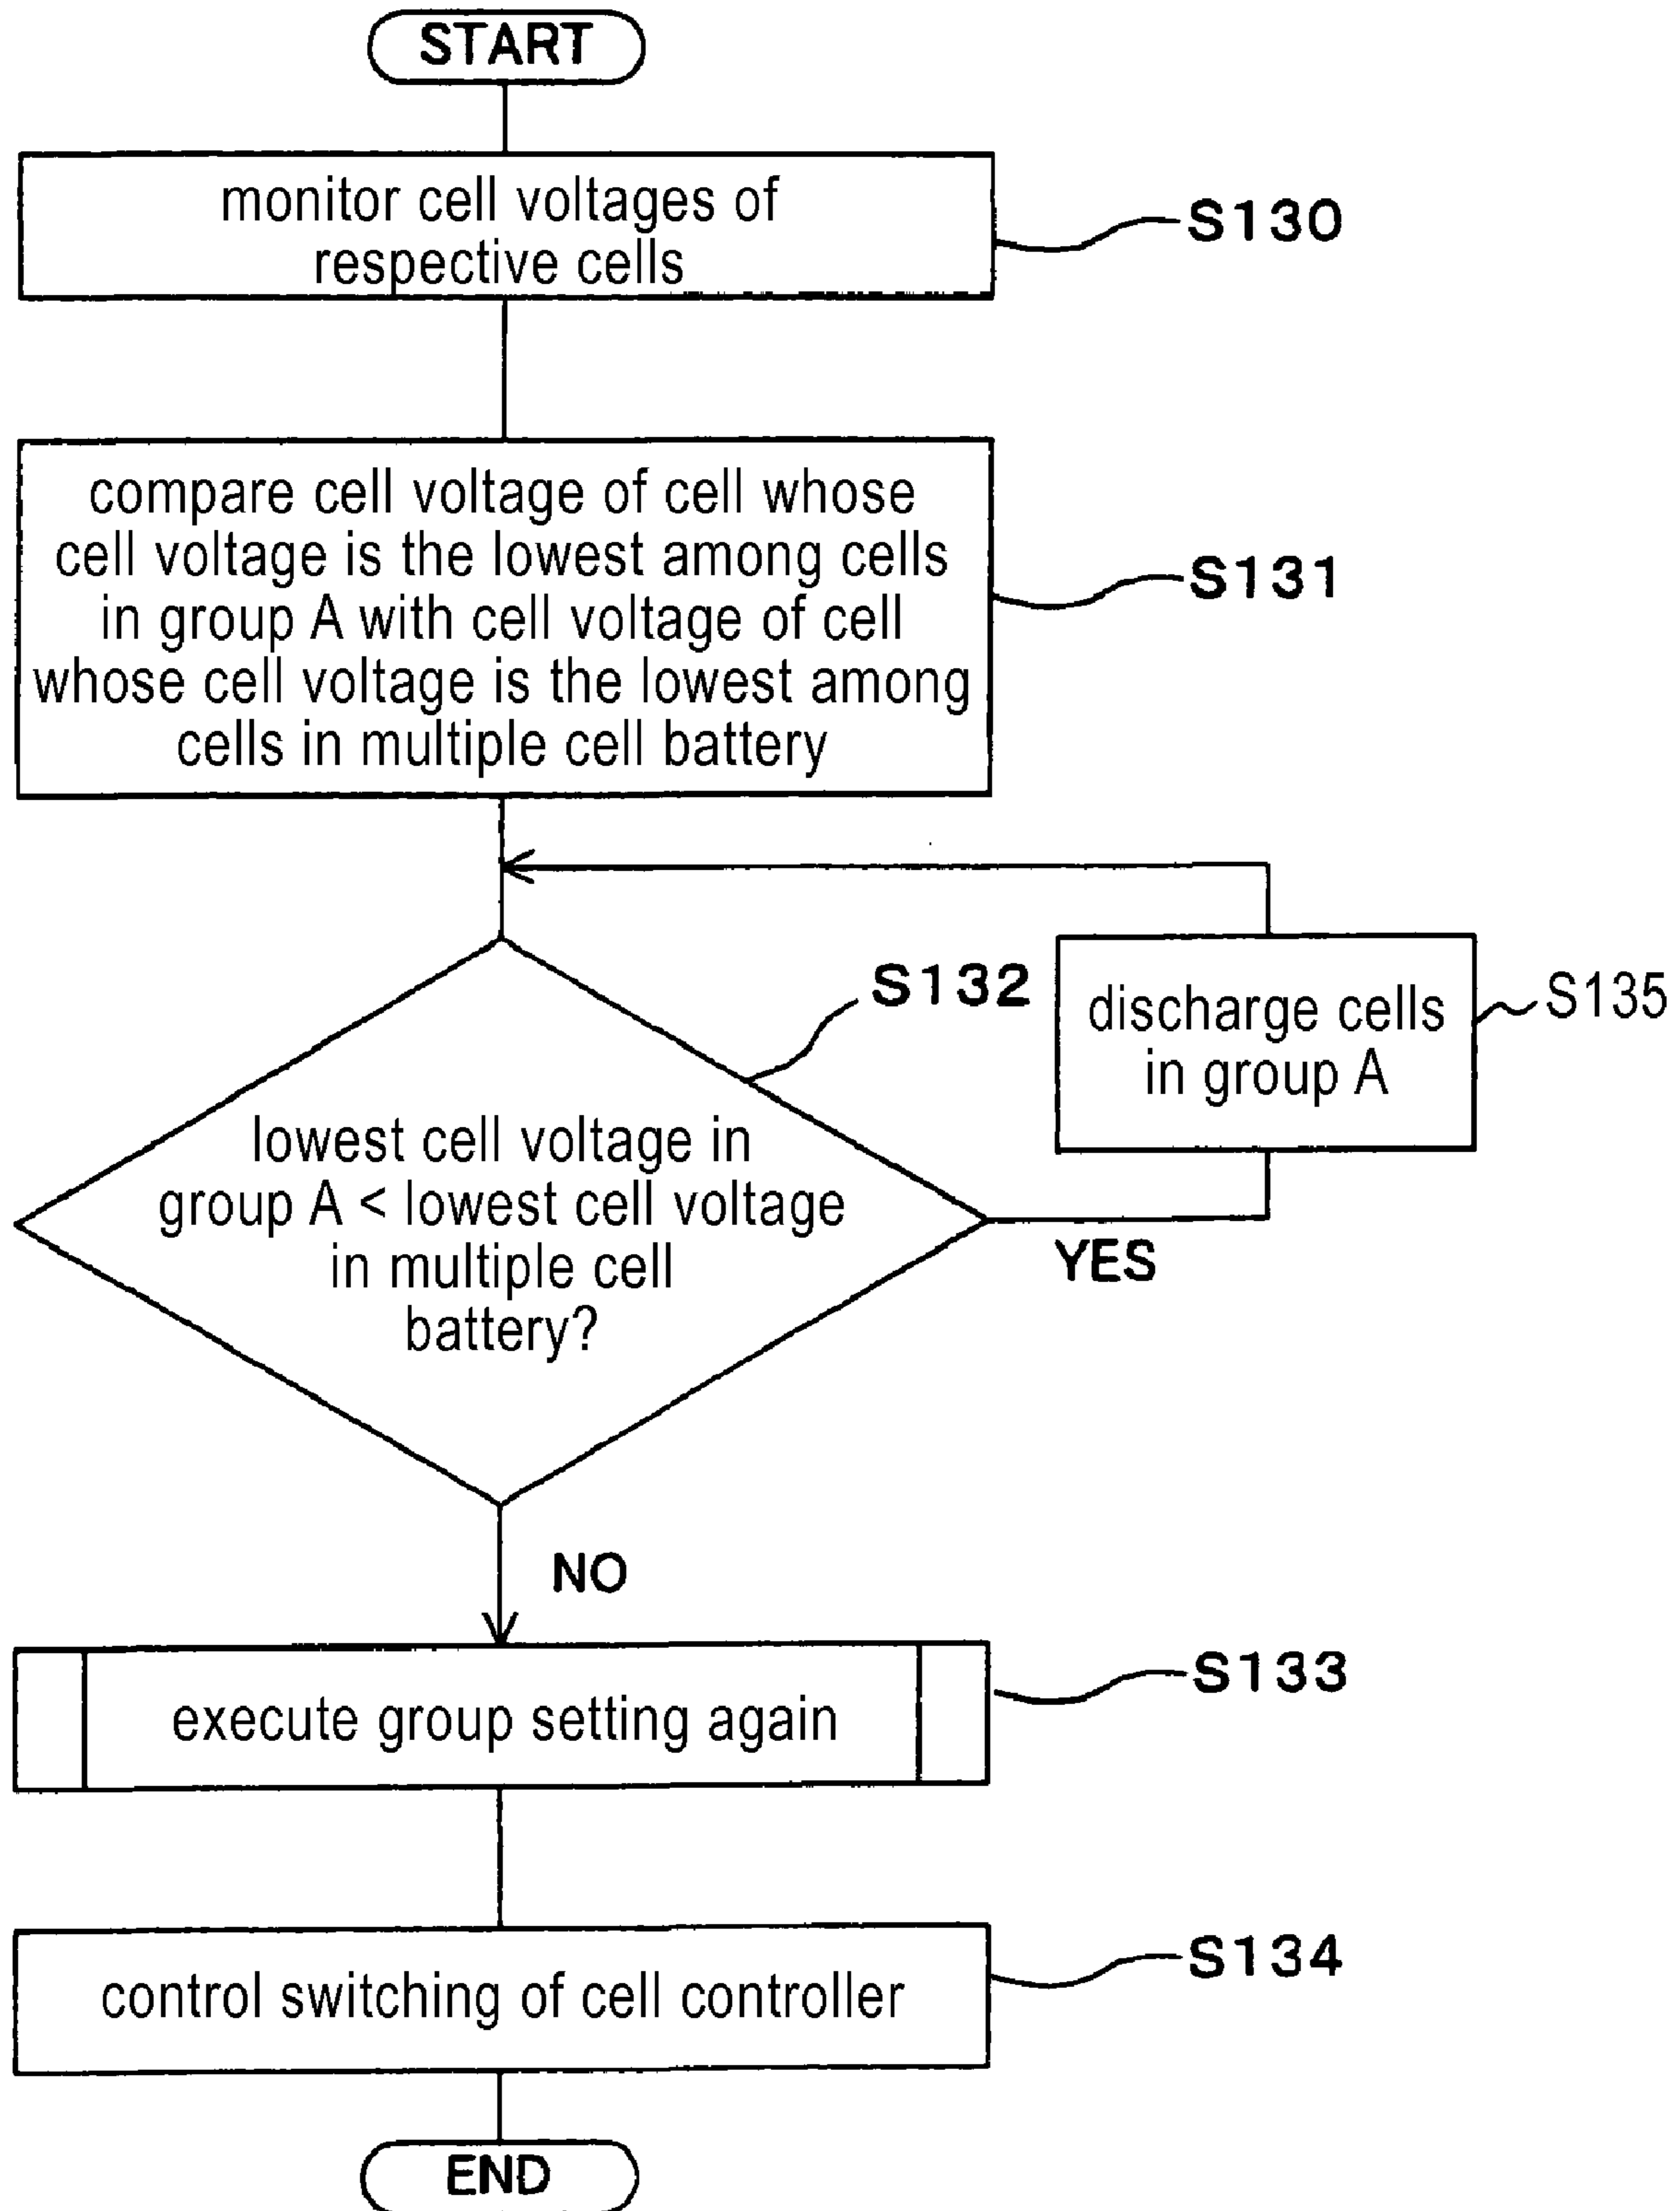 START
monitor cell voltages of
respective cells
S130
compare cell voltage of cell whose
cell voltage is the lowest among cells
in group A with cell voltage of cell
whose cell voltage is the lowest among
cells in multiple cell battery
S131
S132
lowest cell voltage in
group A < lowest cell voltage
in multiple cell
battery?
YES
discharge cells
in group A
S135
NO
execute group setting again
S133
control switching of cell controller
S134
END